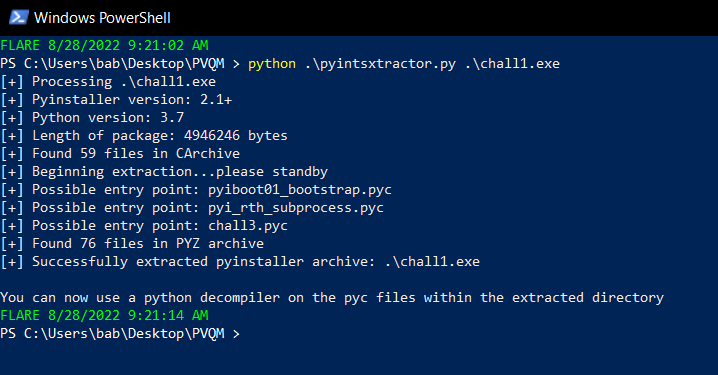 Windows PowerShell
FLARE 8/28/2022 9:21:02 AM
PS C:\Users\bab\Desktop\PVQM > python .\pyintsxtractor.py .\chall1.exe
[+] Processing .\chall1.exe
[+] Pyinstaller version: 2.1+
[+] Python version: 3.7
[+] Length of package: 4946246 bytes
[+] Found 59 files in CArchive
[+] Beginning extraction...please standby
[+] Possible entry point: pyiboot01_bootstrap.pyc
[+] Possible entry point: pyi_rth_subprocess.pyc
[+] Possible entry point: chall3.pyc
[+] Found 76 files in PYZ archive
[+] Successfully extracted pyinstaller archive: .\chall1.exe
You can now use a python decompiler on the pyc files within the extracted directory
FLARE 8/28/2022 9:21:14 AM
PS C:\Users\bab\Desktop\PVQM >